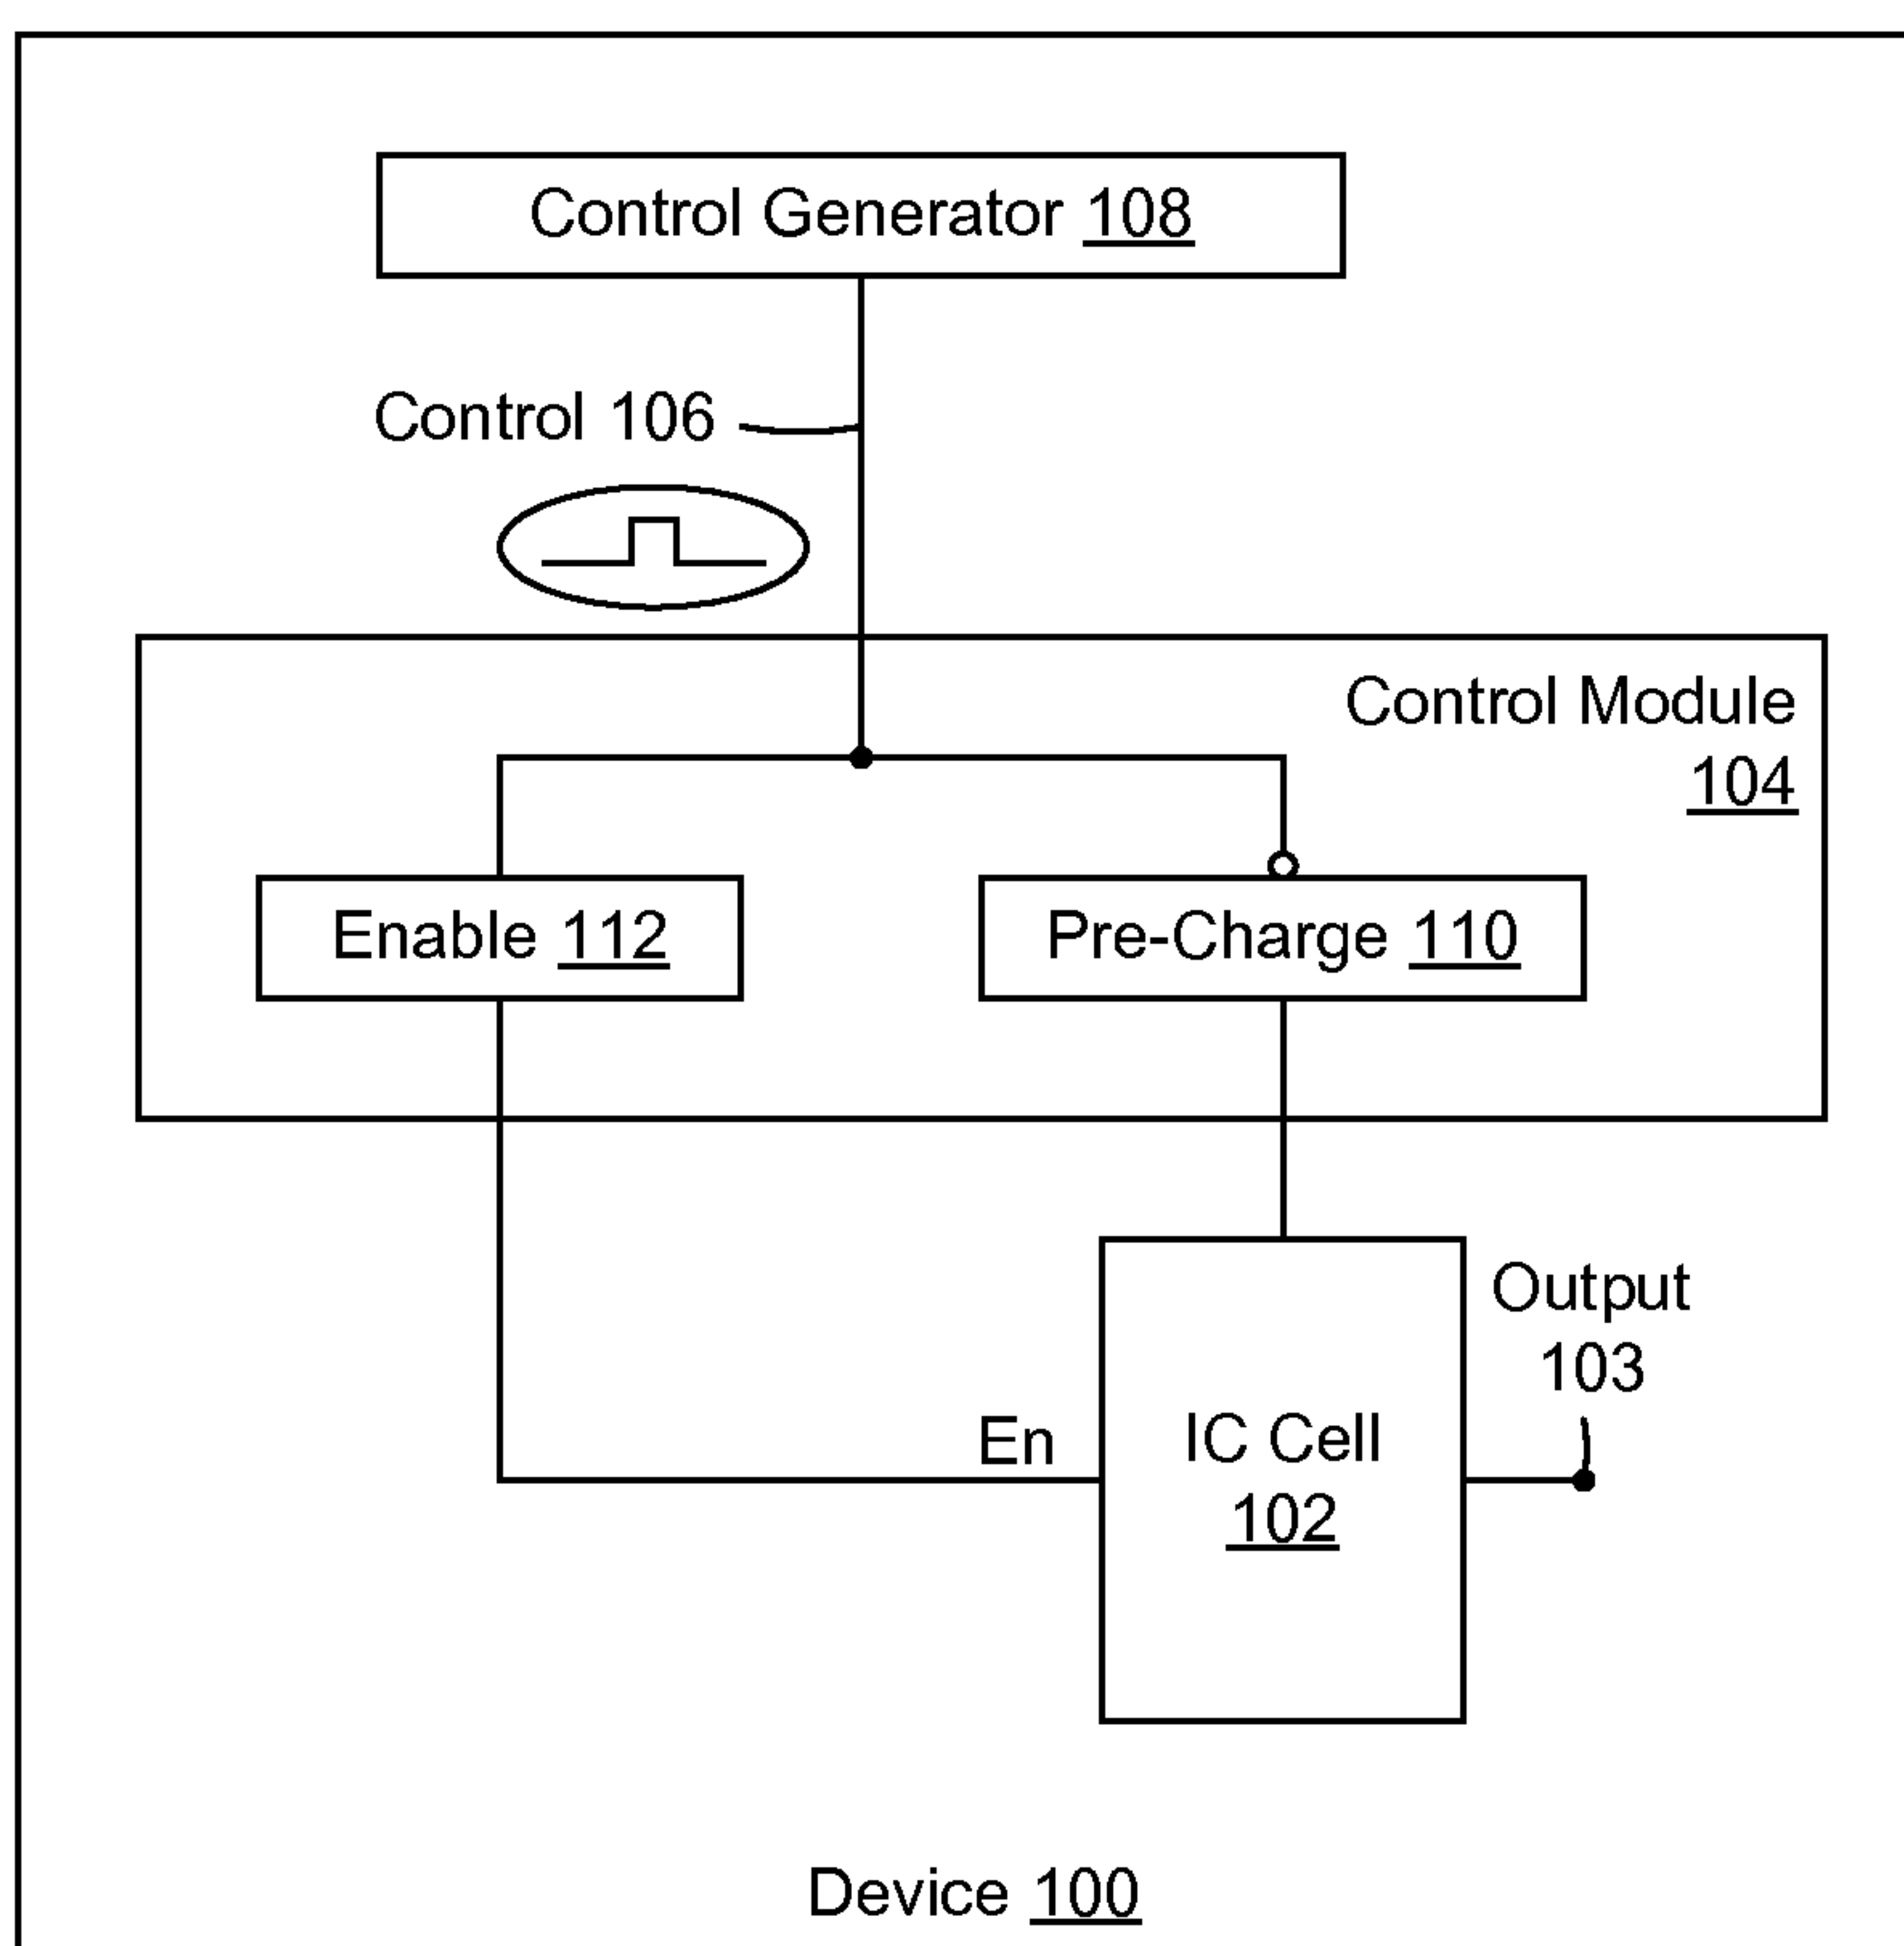 Control Generator 108
Control 106
Control Module
104
Enable 112
Pre-Charge 110
Output
103
En
IC Cell
102
Device 100